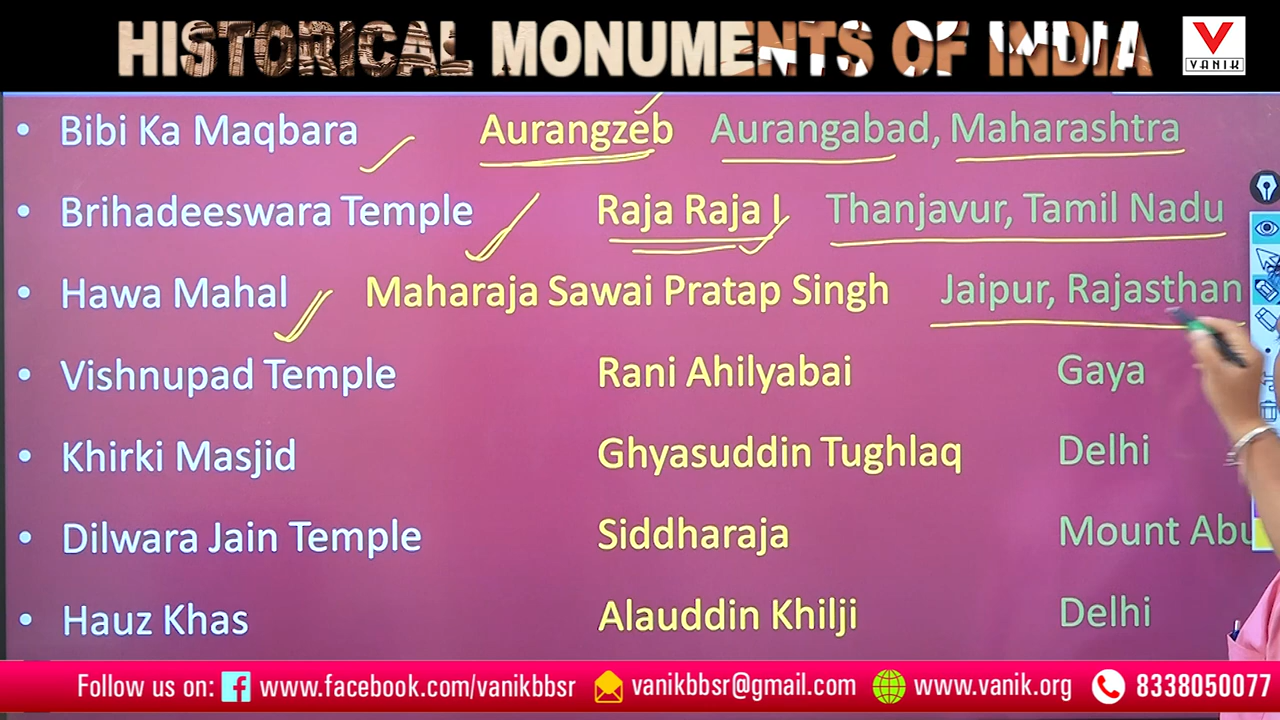 HISTORICAL MONUMENTS OF INDIA
VANIK
• Bibi Ka Maqbara Aurangzeb Aurangabad, Maharashtra
• Brihadeeswara Temple Raja Raja I Thanjavur, Tamil Nadu
• Hawa Mahal Maharaja Sawai Pratap Singh Jaipur, Rajasthan
• Vishnupad Temple Rani Ahilyabai Gaya
• Khirki Masjid Ghyasuddin Tughlaq Delhi
• Dilwara Jain Temple Siddharaja Mount Abu
• Hauz Khas Alauddin Khilji Delhi
Follow us on: www.facebook.com/vanikbbsr vanikbbsr@gmail.com www.vanik.org 8338050077